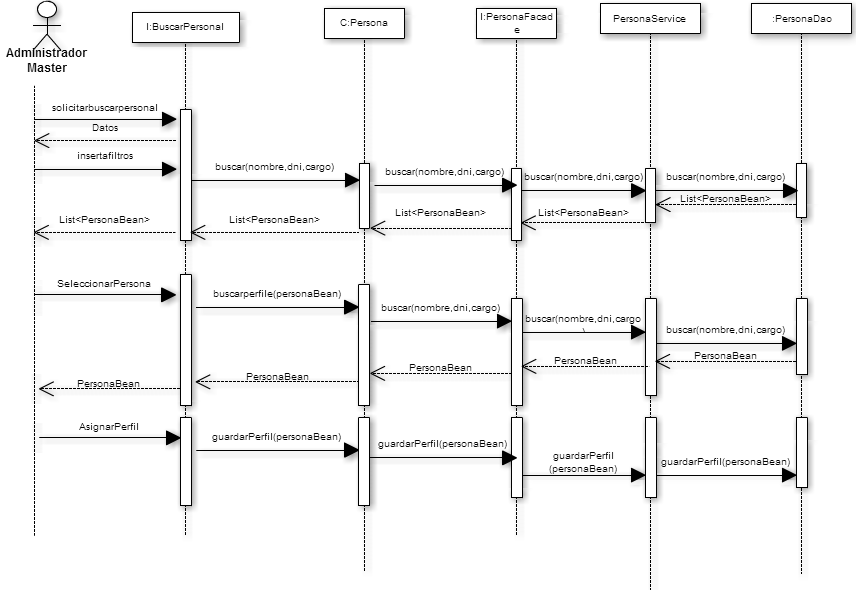 I:BuscarPersonal
C:Persona
I:PersonaFacad
e
PersonaService
:PersonaDao
Administrador
Master
solicitarbuscarpersonal
Datos
insertafiltros
buscar(nombre,dni,cargo)
buscar(nombre,dni,cargo)
buscar(nombre,dni,cargo)
buscar(nombre,dni,cargo)
List<PersonaBean>
List<PersonaBean>
List<PersonaBean>
List<PersonaBean>
List<PersonaBean>
SeleccionarPersona
buscarperfile(personaBean)
buscar(nombre,dni,cargo)
buscar(nombre,dni,cargo
\
buscar(nombre,dni,cargo)
PersonaBean
PersonaBean
PersonaBean
PersonaBean
PersonaBean
AsignarPerfil
guardarPerfil(personaBean)
guardarPerfil(personaBean)
guardarPerfil
(personaBean)
guardarPerfil(personaBean)